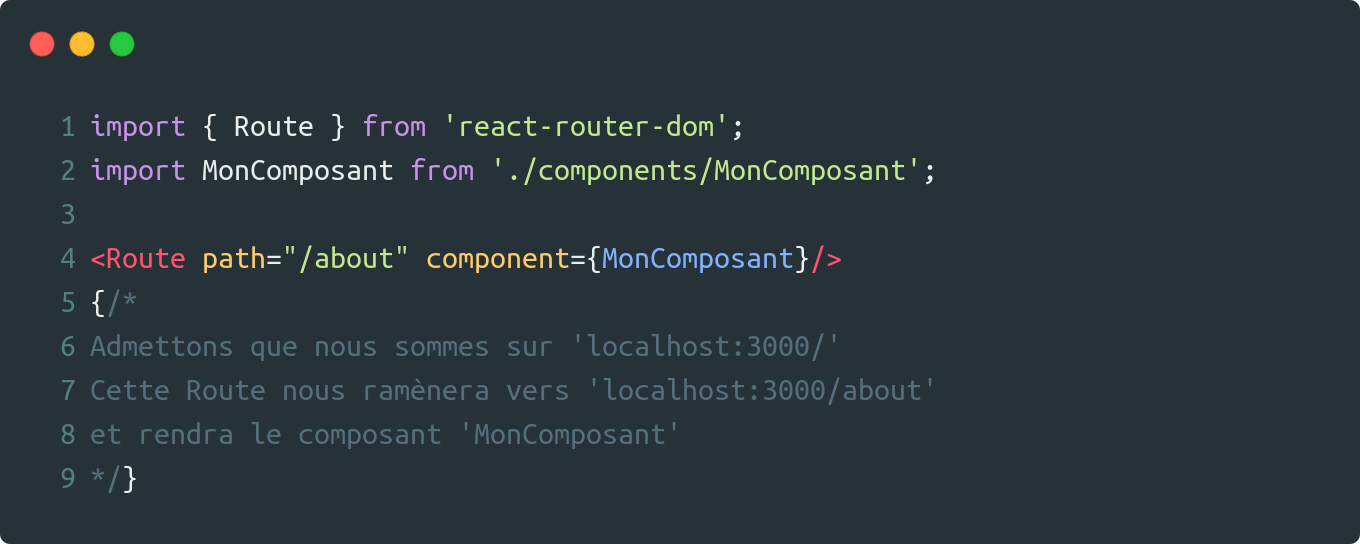 1 import { Route } from 'react-router-dom';
2 import MonComposant from './components/MonComposant';
3
4 <Route path="/about" component={MonComposant}/>
5 {/*
6 Admettons que nous sommes sur 'localhost:3000/'
7 Cette Route nous ramènera vers 'localhost:3000/about'
8 et rendra le composant 'MonComposant'
9 */}